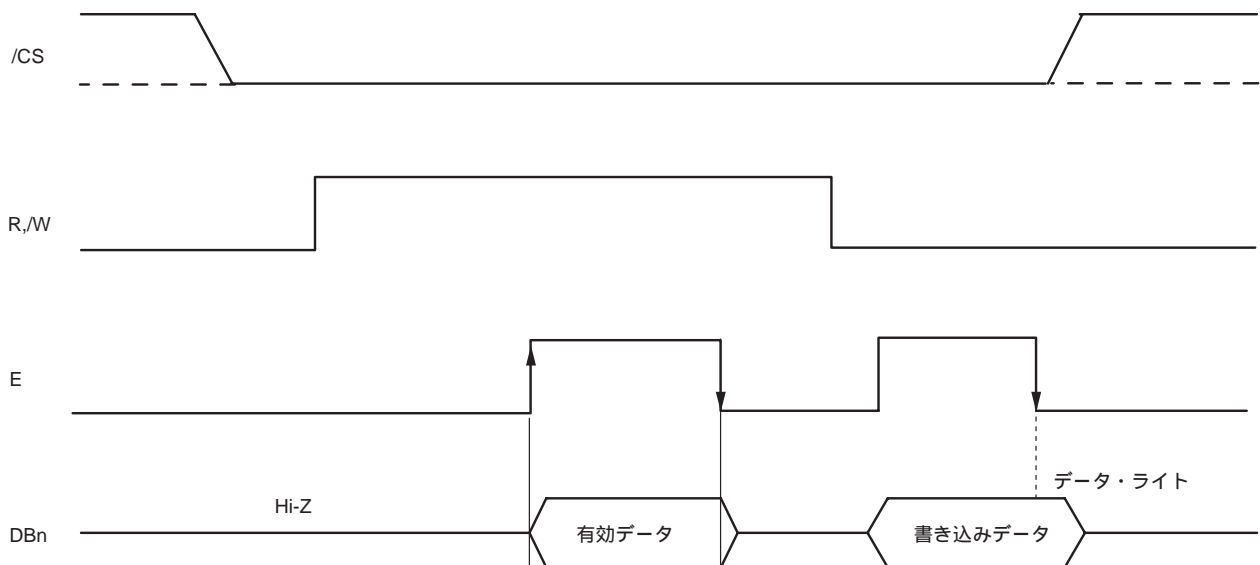 /CS
R,/W
E
データ・ライト
Hi-Z
DBn
有効データ
書き込みデータ